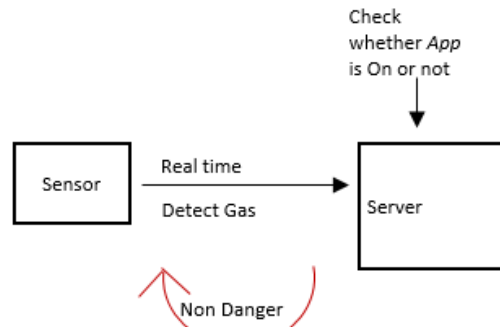 Check
whether App
is On or not
Sensor
Real time
Detect Gas
Server
Non Danger